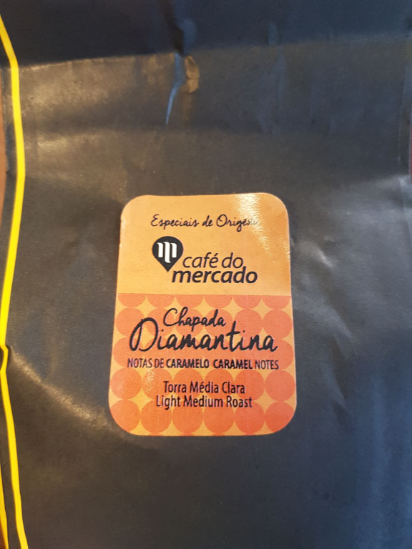 Especiais de Origem
café do
mercado
Chapada
Diamantina
NOTAS DE CARAMELO CARAMEL NOTES
Torra Média Clara
Light Medium Roast